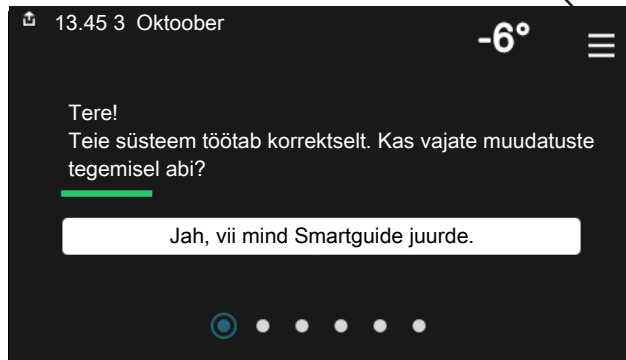 13.45 3 Oktoober
-6°
Tere!
Teie süsteem töötab korrektselt. Kas vajate muudatuste
tegemisel abi?
Jah, vii mind Smartguide juurde.